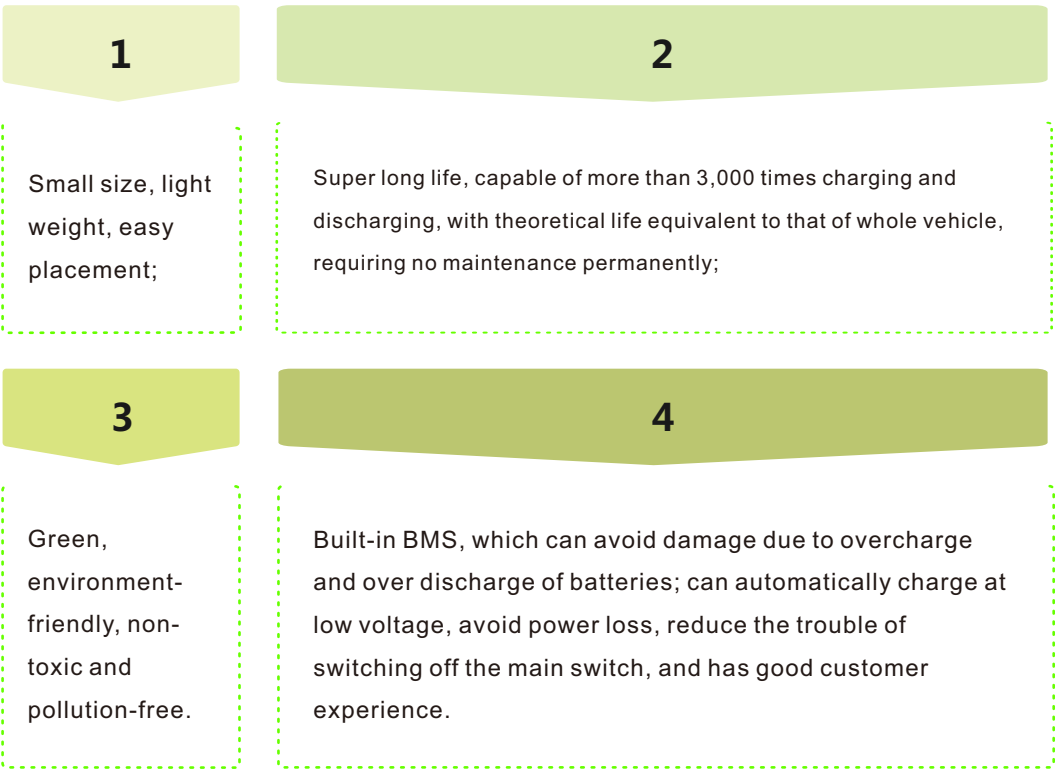 1
Small size, light
weight, easy
placement;
2
Super long life, capable of more than 3,000 times charging and
discharging, with theoretical life equivalent to that of whole vehicle,
requiring no maintenance permanently;
3
Green,
environment-
friendly, non-
toxic and
pollution-free.
4
Built-in BMS, which can avoid damage due to overcharge
and over discharge of batteries; can automatically charge at
low voltage, avoid power loss, reduce the trouble of
switching off the main switch, and has good customer
experience.